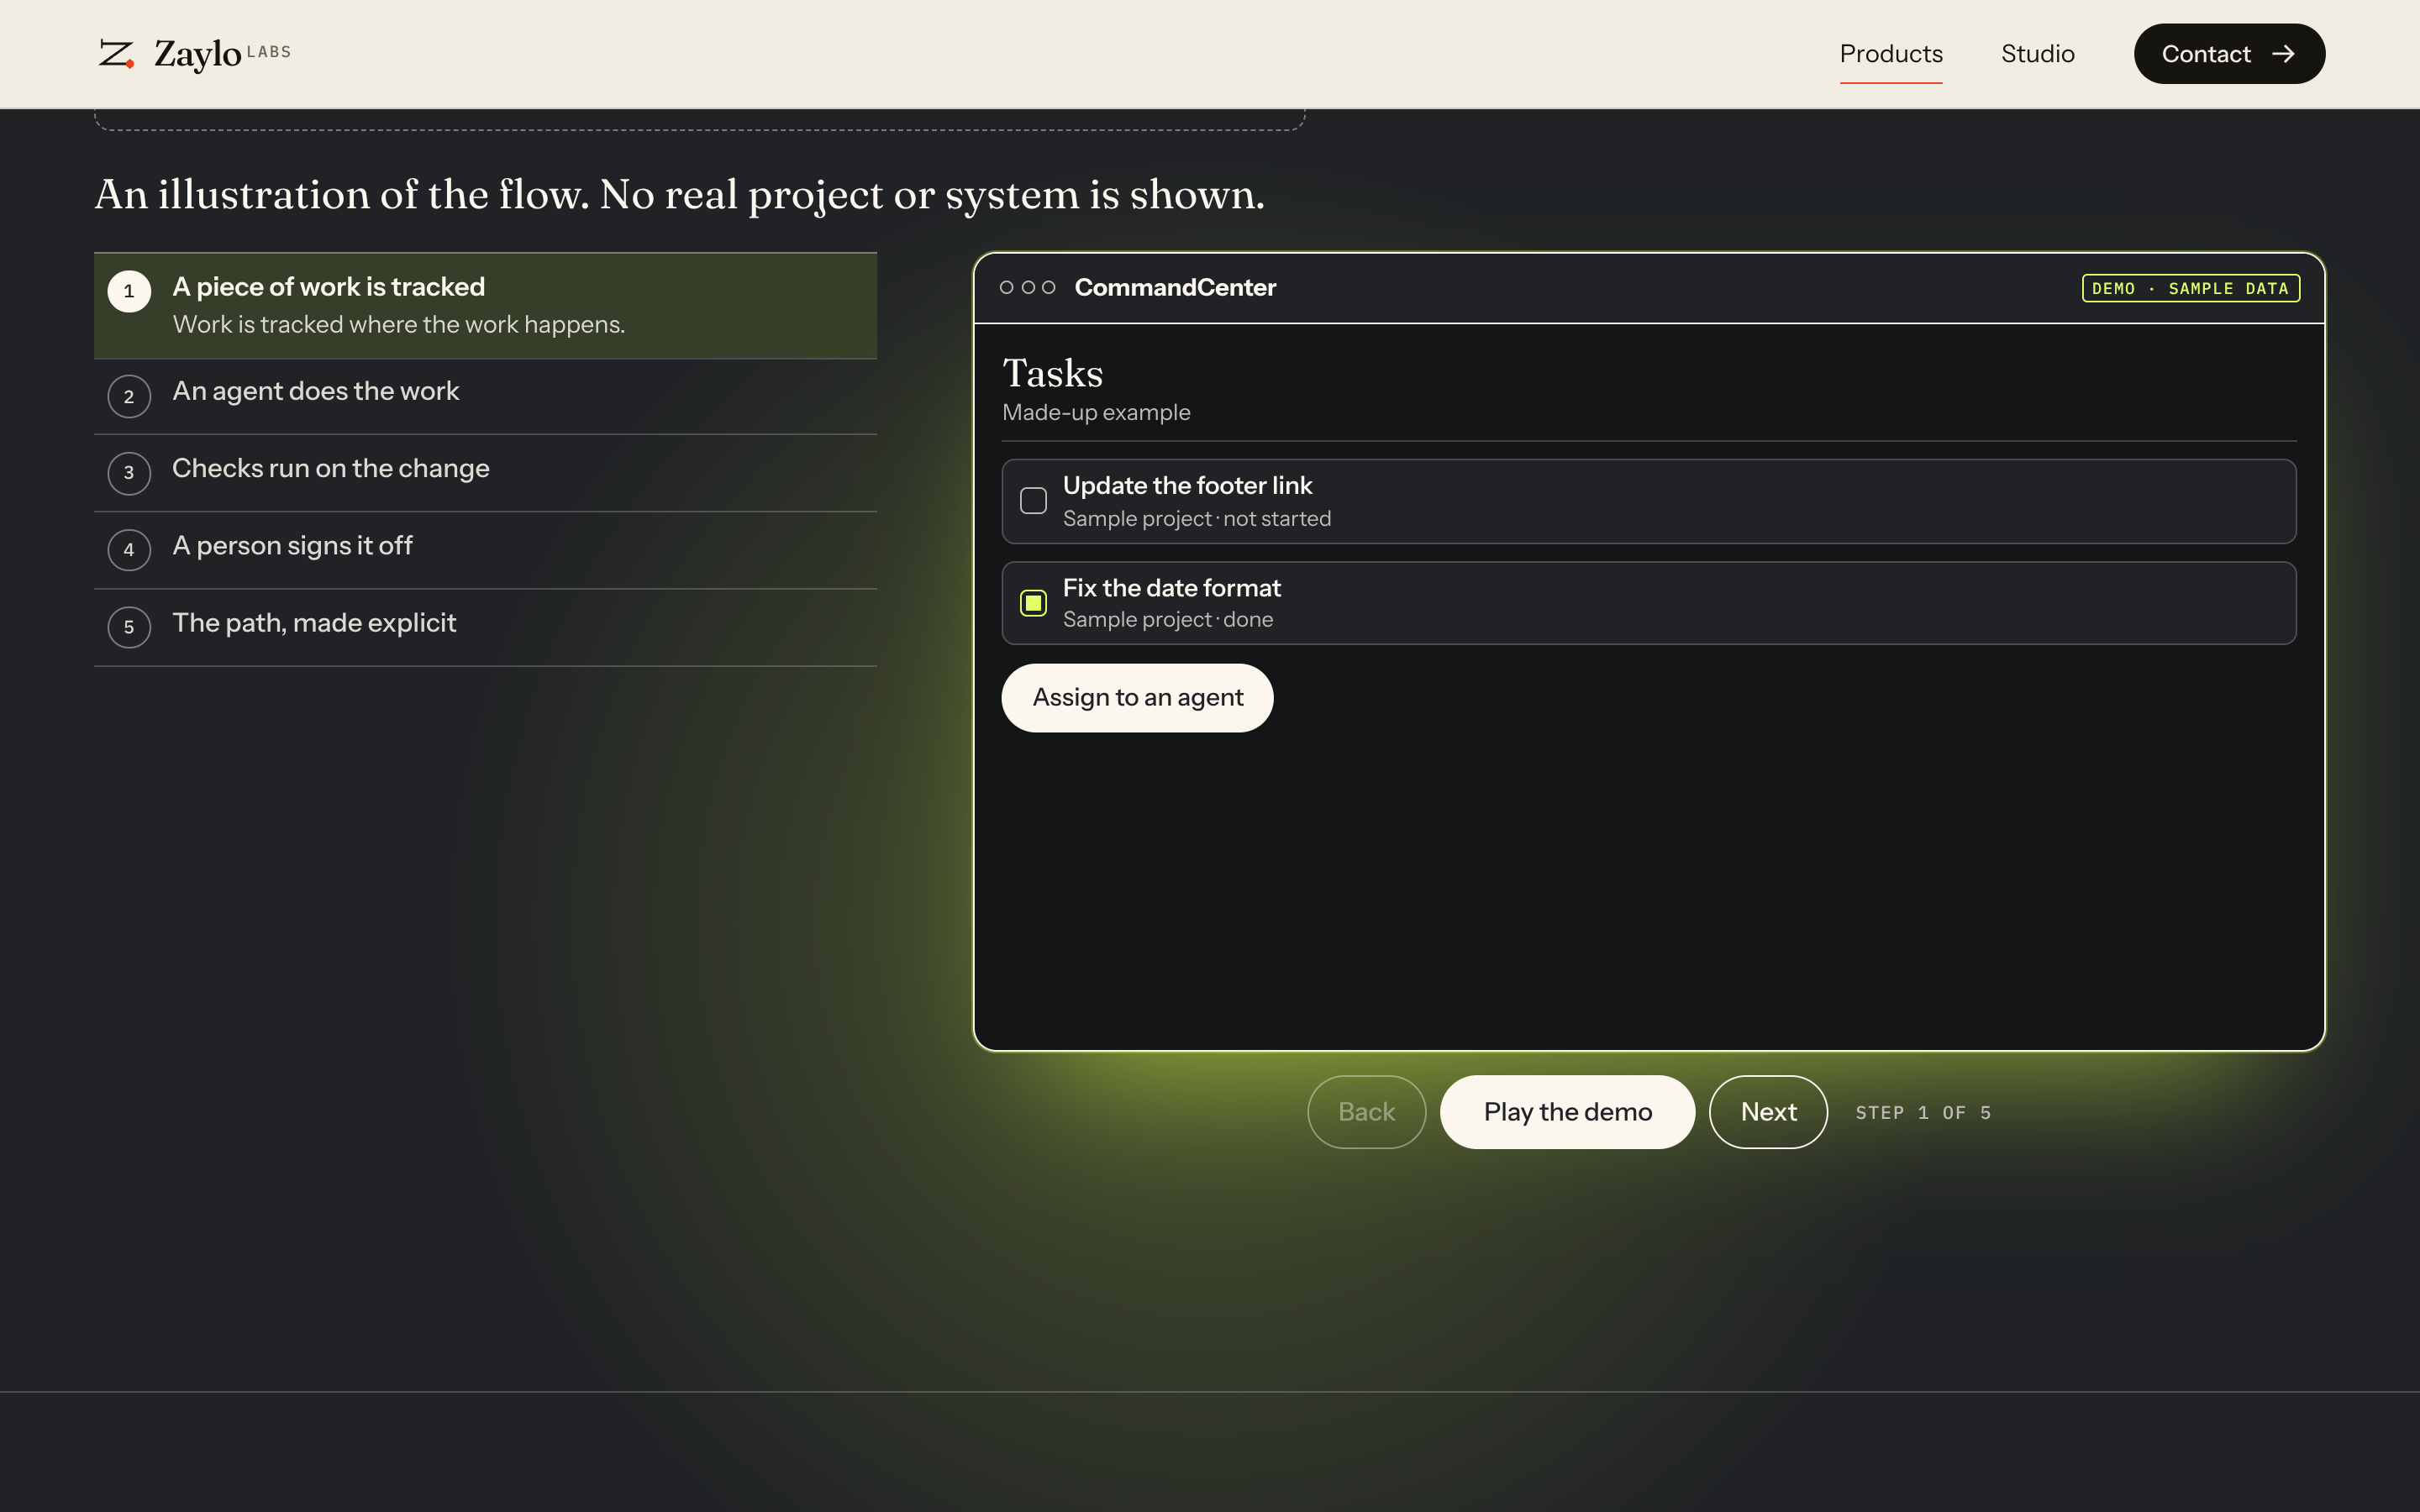 Zaylo LABS
Products
Studio
Contact →
An illustration of the flow. No real project or system is shown.
1
A piece of work is tracked
Work is tracked where the work happens.
2
An agent does the work
3
Checks run on the change
4
A person signs it off
5
The path, made explicit
CommandCenter
DEMO · SAMPLE DATA
Tasks
Made-up example
Update the footer link
Sample project · not started
Fix the date format
Sample project · done
Assign to an agent
Back
Play the demo
Next
STEP 1 OF 5